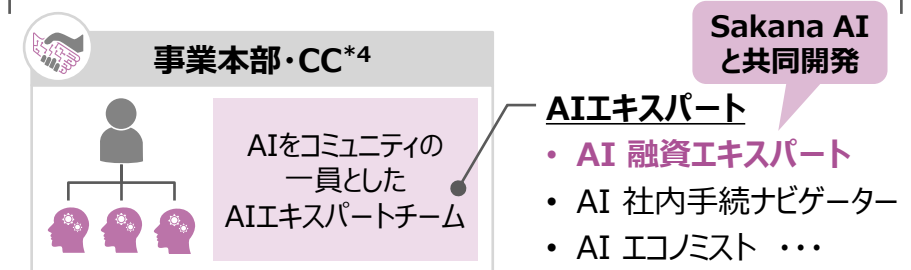 Sakana AI
と共同開発
事業本部・CC*4
AIをコミュニティの
一員とした
AIエキスパートチーム
AIエキスパート
• AI 融資エキスパート
• AI 社内手続ナビゲーター
• AI エコノミスト ・・・